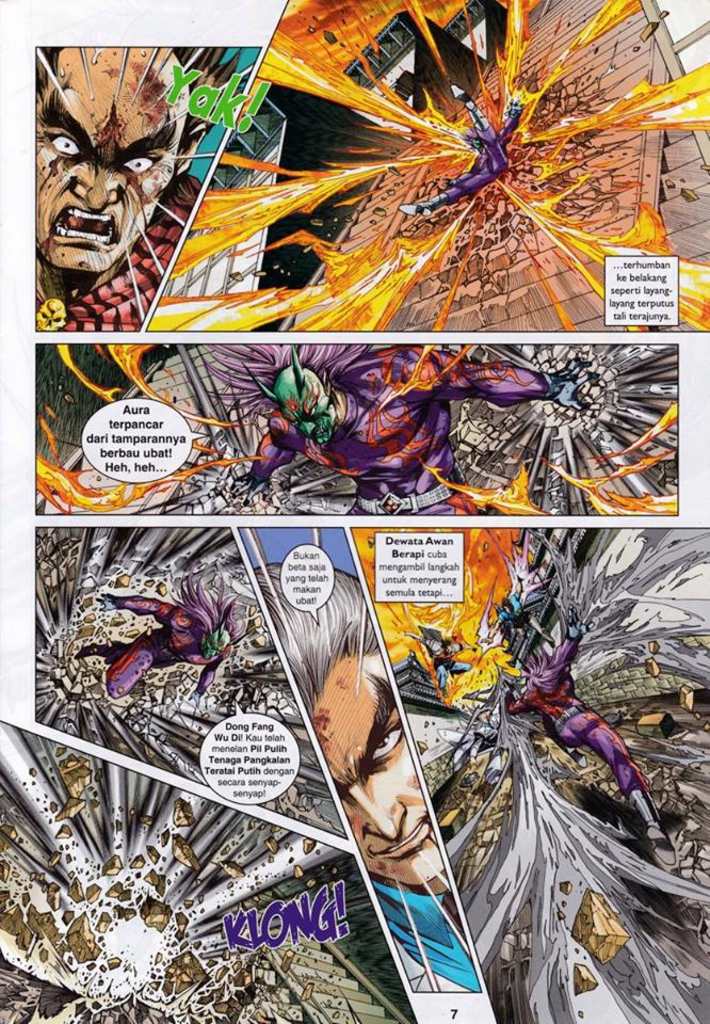 Yak!
...terhumban
ke belakang
seperti layang-
layang terputus
tali terajunya.
Aura
terpancar
dari tamparannya
berbau ubat!
Heh, heh...
Bukan
beta saja
yang telah
makan
ubat!
Dong Fang
Wu Di! Kau telah
menelan Pil Pulih
Tenaga Pangkalan
Teratai Putih dengan
secara senyap-
senyap!
Dewata Awan
Berapi cuba
mengambil langkah
untuk menyerang
semula tetapi...
KLONG!
7